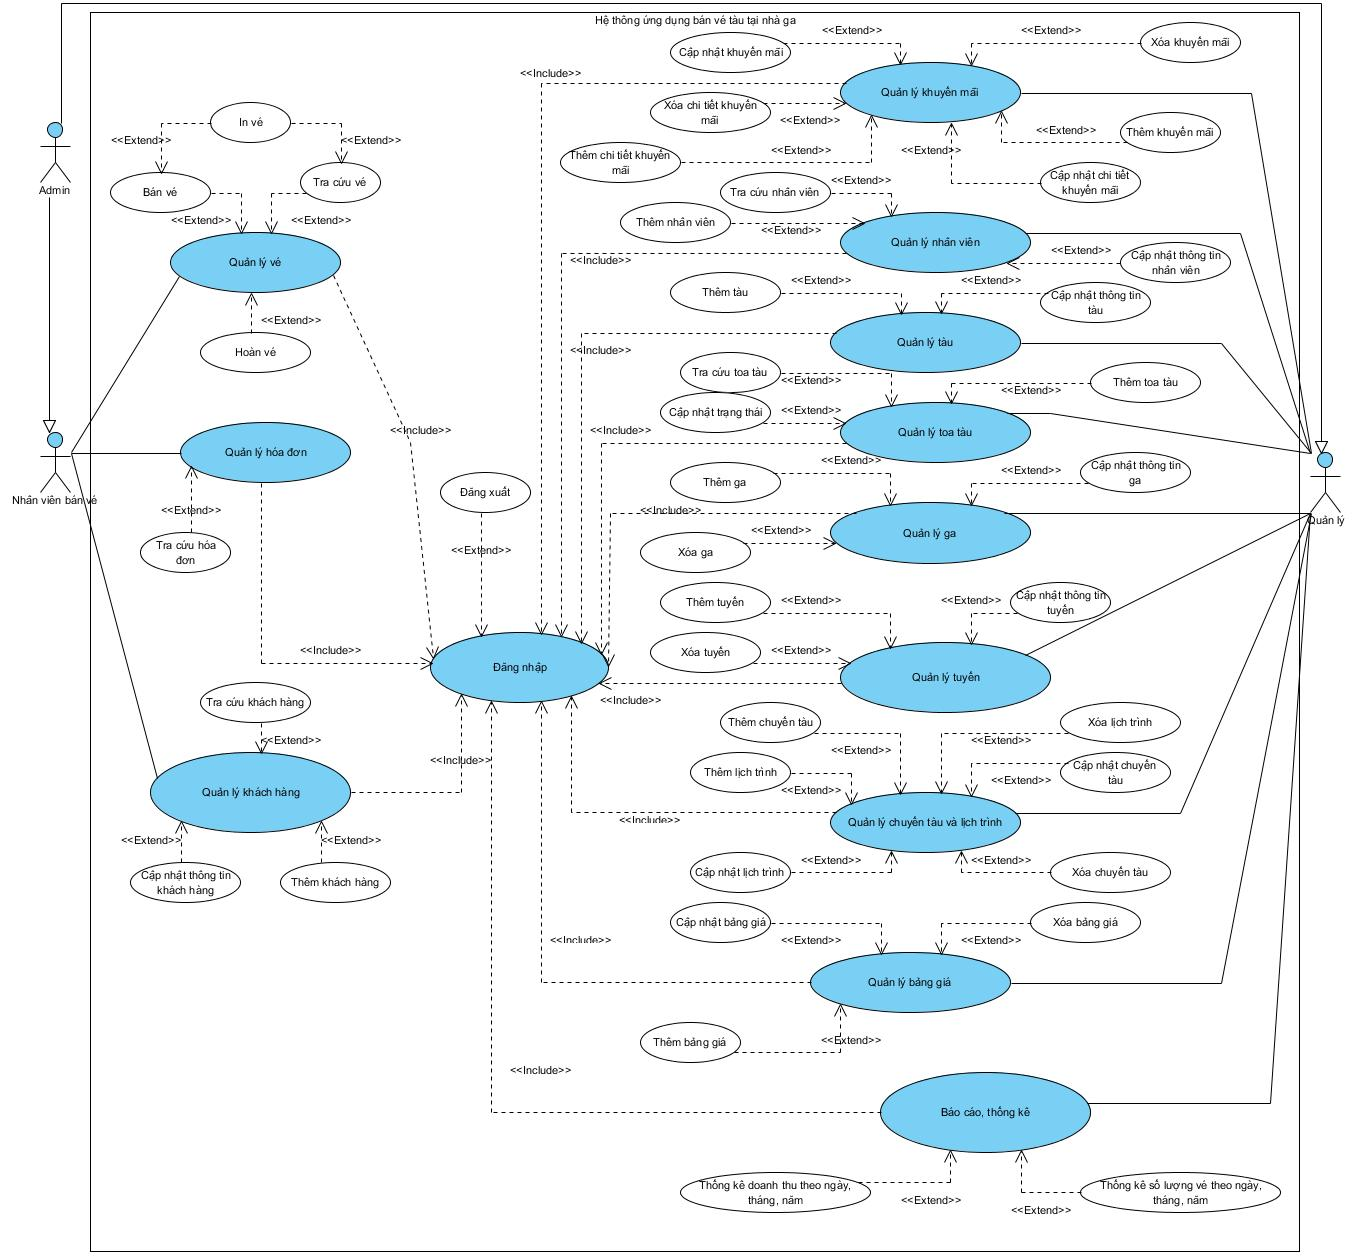 Hệ thông ứng dụng bán vé tàu tại nhà ga
<<Extend>>
<<Extend>>
Cập nhật khuyến mãi
Xóa khuyến mãi
<<Include>>
Quản lý khuyến mãi
Xóa chi tiết khuyến
mãi
<<Extend>>
<<Extend>>
Thêm khuyến mãi
<<Extend>>
<<Extend>>
Thêm chi tiết khuyến
mãi
Cập nhật chi tiết
khuyến mãi
In vé
<<Extend>>
<<Extend>>
Admin
Bán vé
Tra cứu vé
<<Extend>>
<<Extend>>
Quản lý vé
<<Extend>>
Hoàn vé
<<Extend>>
Tra cứu nhân viên
Thêm nhân viên
<<Extend>>
Quản lý nhân viên
<<Extend>>
Cập nhật thông tin
nhân viên
<<Include>>
<<Extend>>
<<Extend>>
Thêm tàu
Cập nhật thông tin
tàu
Quản lý tàu
<<Include>>
Tra cứu toa tàu
<<Extend>>
Thêm toa tàu
<<Extend>>
Cập nhật trạng thái
<<Extend>>
Quản lý toa tàu
<<Include>>
<<Include>>
Quản lý hóa đơn
Nhân viên bán vé
<<Extend>>
Tra cứu hóa
đơn
<<Extend>>
<<Extend>>
Cập nhật thông tin
ga
Thêm ga
Đăng xuất
<<Include>>
Quản lý
<<Extend>>
Quản lý ga
Xóa ga
<<Extend>>
Thêm tuyến
<<Extend>>
<<Extend>>
Cập nhật thông tin
tuyến
Xóa tuyến
<<Extend>>
<<Include>>
Đăng nhập
Quản lý tuyến
<<Include>>
Tra cứu khách hàng
<<Extend>>
<<Include>>
Quản lý khách hàng
<<Extend>>
<<Extend>>
Cập nhật thông tin
khách hàng
Thêm khách hàng
Thêm chuyến tàu
Xóa lịch trình
<<Extend>>
<<Extend>>
Thêm lịch trình
Cập nhật chuyến
tàu
<<Extend>>
<<Extend>>
<<Include>>
Quản lý chuyến tàu và lịch trình
<<Extend>>
<<Extend>>
Cập nhật lịch trình
Xóa chuyến tàu
Cập nhật bảng giá
Xóa bảng giá
<<Include>>
<<Extend>>
<<Extend>>
Quản lý bảng giá
Thêm bảng giá
<<Extend>>
<<Include>>
Báo cáo, thống kê
Thống kê doanh thu theo ngày,
tháng, năm
<<Extend>>
Thống kê số lượng vé theo ngày,
tháng, năm
<<Extend>>